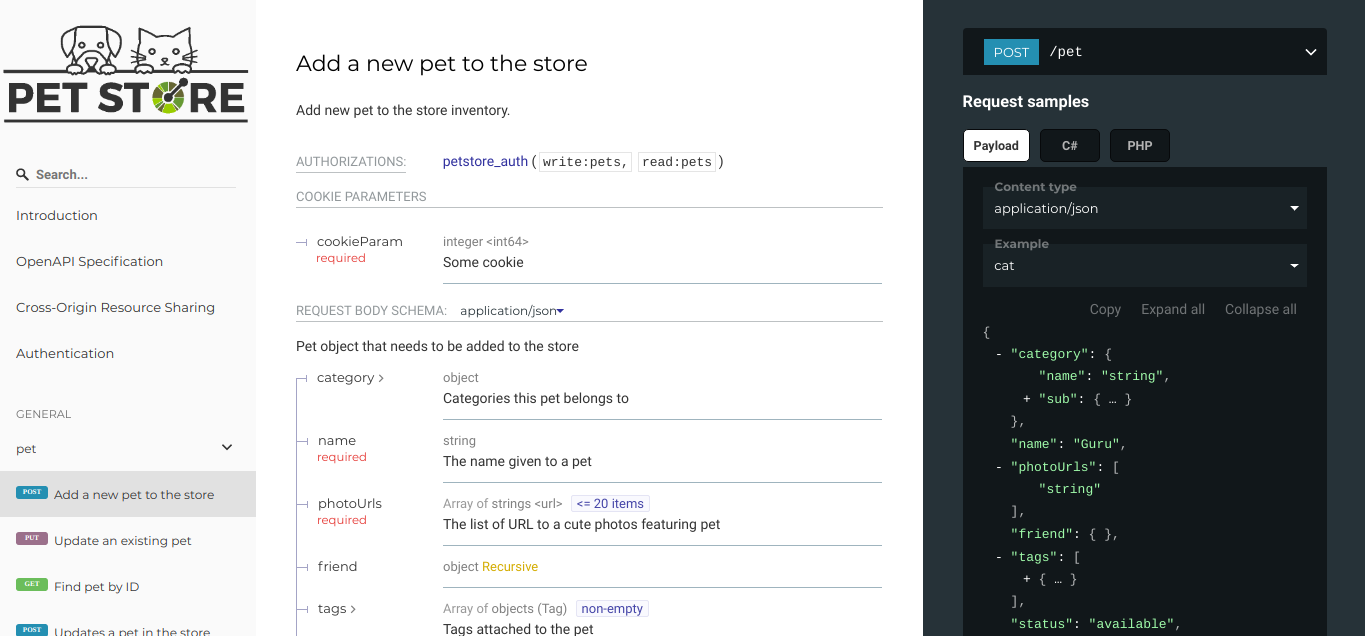 PET STORE
Search...
Introduction
OpenAPI Specification
Cross-Origin Resource Sharing
Authentication
GENERAL
pet
POST Add a new pet to the store
PUT Update an existing pet
GET Find pet by ID
POST Updates a pet in the store
Add a new pet to the store
Add new pet to the store inventory.
AUTHORIZATIONS: petstore_auth ( write:pets, read:pets )
COOKIE PARAMETERS
cookieParam integer <int64>
required Some cookie
REQUEST BODY SCHEMA: application/json
Pet object that needs to be added to the store
category > object
Categories this pet belongs to
name string
required The name given to a pet
photoUrls Array of strings <url> <= 20 items
required The list of URL to a cute photos featuring pet
friend object Recursive
tags > Array of objects (Tag) non-empty
Tags attached to the pet
POST /pet
Request samples
Payload C# PHP
Content type
application/json
Example
cat
Copy Expand all Collapse all
{
- "category": {
"name": "string",
+ "sub": { … }
},
"name": "Guru",
- "photoUrls": [
"string"
],
"friend": { },
- "tags": [
+ { … }
],
"status": "available",